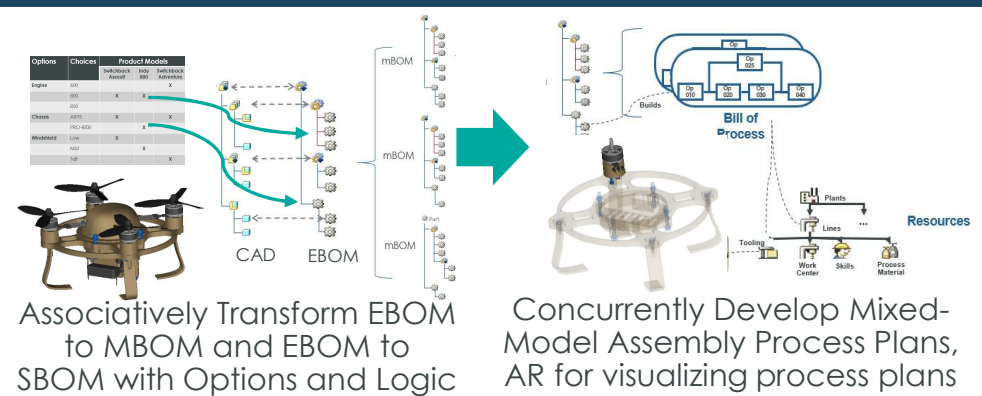 Options Choices Product Models
Switchback Assault Indy 800 Switchback Adventure
Engine 600 X
800 X X
850
Chassis AXYS X X
PRO-RIDE X
Windshield Low X
Mid X
Tall X
CAD EBOM
mBOM
mBOM
Part
mBOM
Associatively Transform EBOM
to MBOM and EBOM to
SBOM with Options and Logic
Builds
Op 010
Op 020
Op 025
Op 030
Op 040
Op
Bill of
Process
Plants
Lines
...
Resources
Tooling
Work Center
Skills
Process Material
Concurrently Develop Mixed-
Model Assembly Process Plans,
AR for visualizing process plans